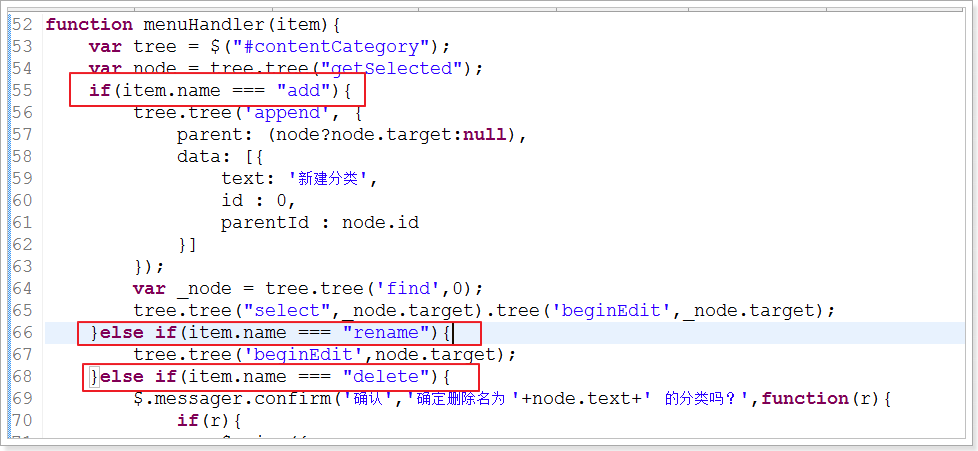 52 function menuHandler(item){
53     var tree = $("#contentCategory");
54     var node = tree.tree("getSelected");
55     if(item.name === "add"){
56         tree.tree('append', {
57             parent: (node?node.target:null),
58             data: [{
59                 text: '新建分类',
60                 id : 0,
61                 parentId : node.id
62             }]
63         });
64         var _node = tree.tree('find',0);
65         tree.tree("select",_node.target).tree('beginEdit',_node.target);
66     }else if(item.name === "rename"){
67         tree.tree('beginEdit',node.target);
68     }else if(item.name === "delete"){
69         $.messager.confirm('确认','确定删除名为 '+node.text+' 的分类吗？',function(r){
70             if(r){